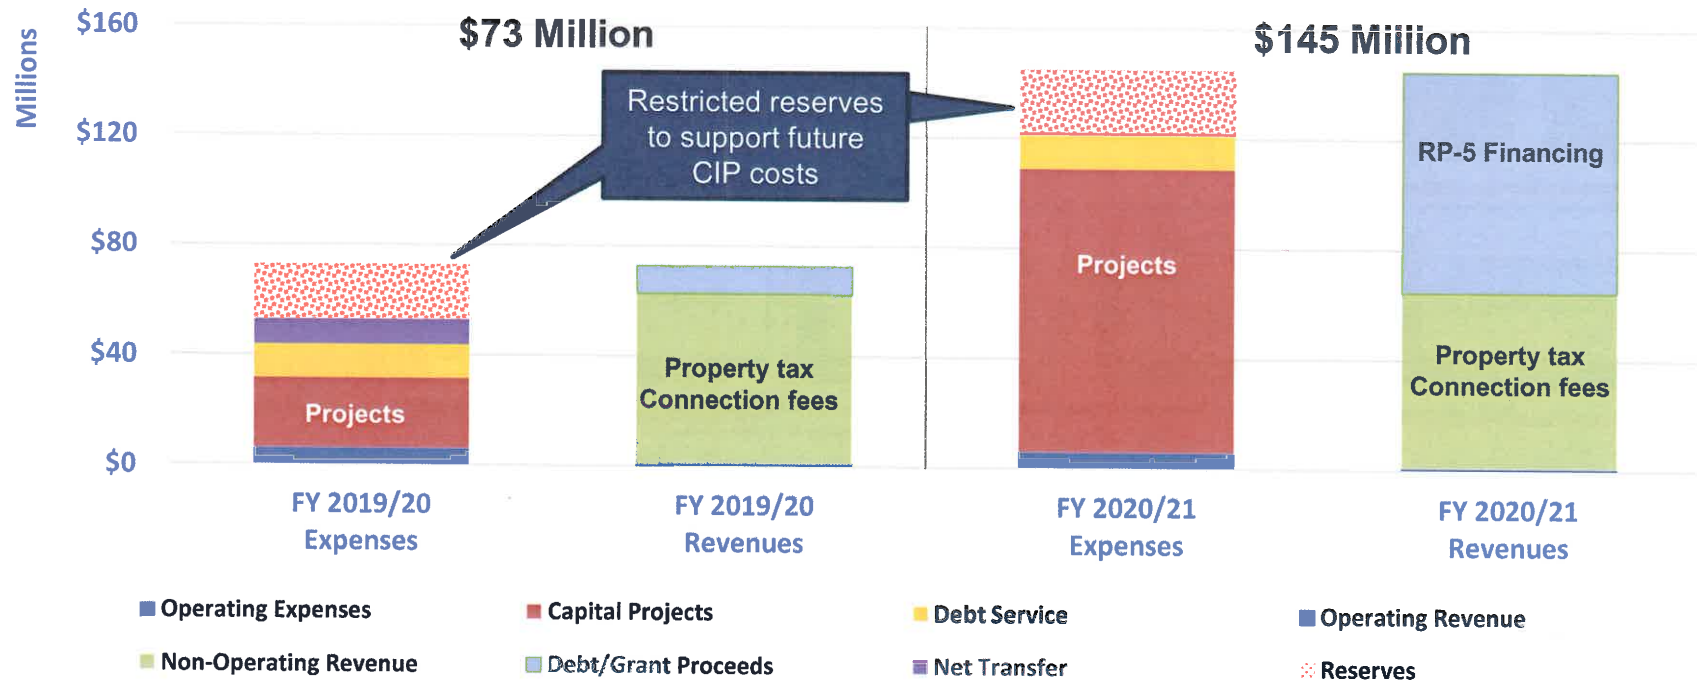 Millions
$160
$120
$80
$40
$0
$73 Million
$145 Million
Restricted reserves
to support future
CIP costs
Projects
Property tax
Connection fees
Projects
RP-5 Financing
Property tax
Connection fees
FY 2019/20
Expenses
FY 2019/20
Revenues
FY 2020/21
Expenses
FY 2020/21
Revenues
Operating Expenses
Capital Projects
Debt Service
Operating Revenue
Non-Operating Revenue
Debt/Grant Proceeds
Net Transfer
Reserves